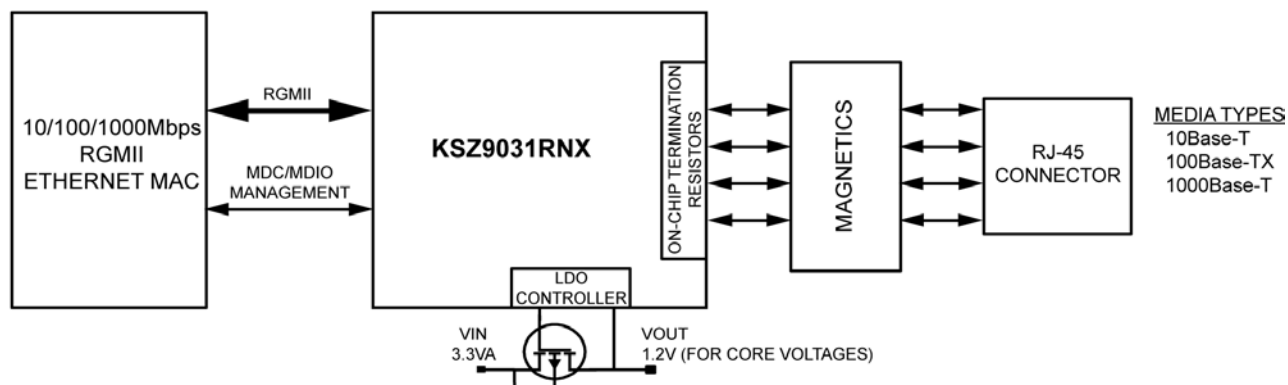 10/100/1000Mbps
RGMII
ETHERNET MAC
RGMII
MDC/MDIO
MANAGEMENT
KSZ9031RNX
ON-CHIP TERMINATION
RESISTORS
LDO
CONTROLLER
VIN
3.3VA
VOUT
1.2V (FOR CORE VOLTAGES)
MAGNETICS
RJ-45
CONNECTOR
MEDIA TYPES
10Base-T
100Base-TX
1000Base-T